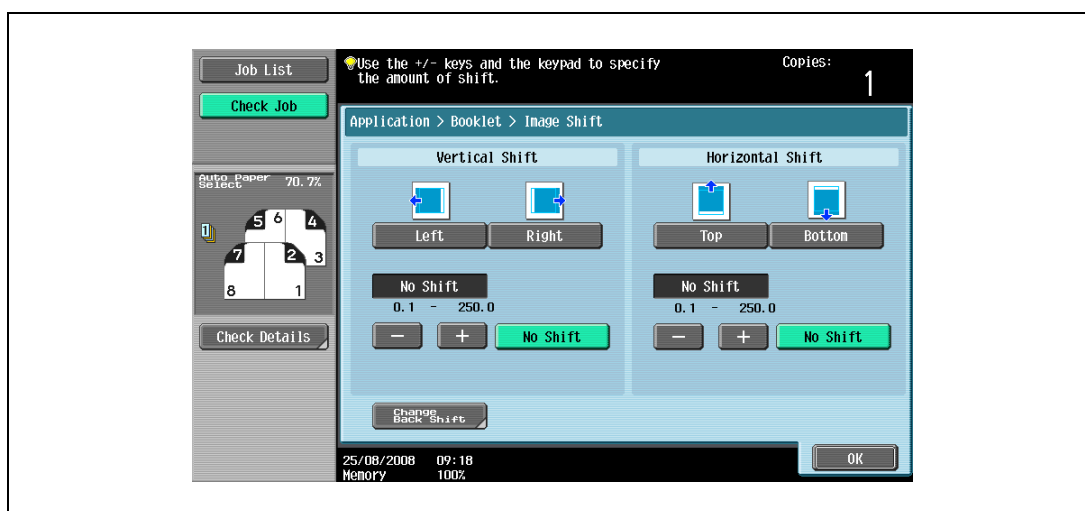 Job List
Check Job
Use the +/- keys and the keypad to specify
the amount of shift.
Copies:
1
Application > Booklet > Image Shift
Vertical Shift
Horizontal Shift
Auto Paper
Select
70.7%
1
5 6 4
7 2 3
8 1
Left
Right
Top
Bottom
No Shift
0.1 - 250.0
No Shift
0.1 - 250.0
Check Details
− + No Shift
− + No Shift
Change
Back Shift
25/08/2008 09:18
Memory 100%
OK